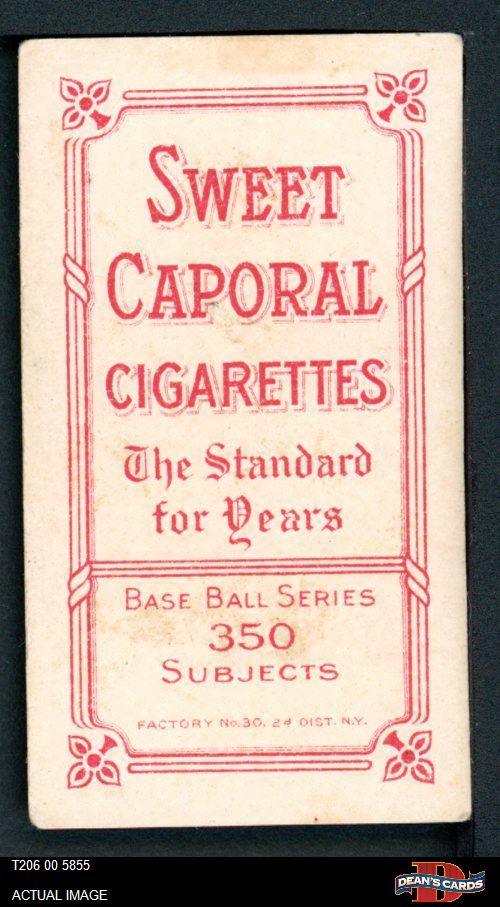 SWEET
CAPORAL
CIGARETTES
The Standard
for Years
BASE BALL SERIES
350
SUBJECTS
FACTORY No. 30, 2d DIST. N.Y.
T206 00 5855
ACTUAL IMAGE
D
DEAN'S CARDS